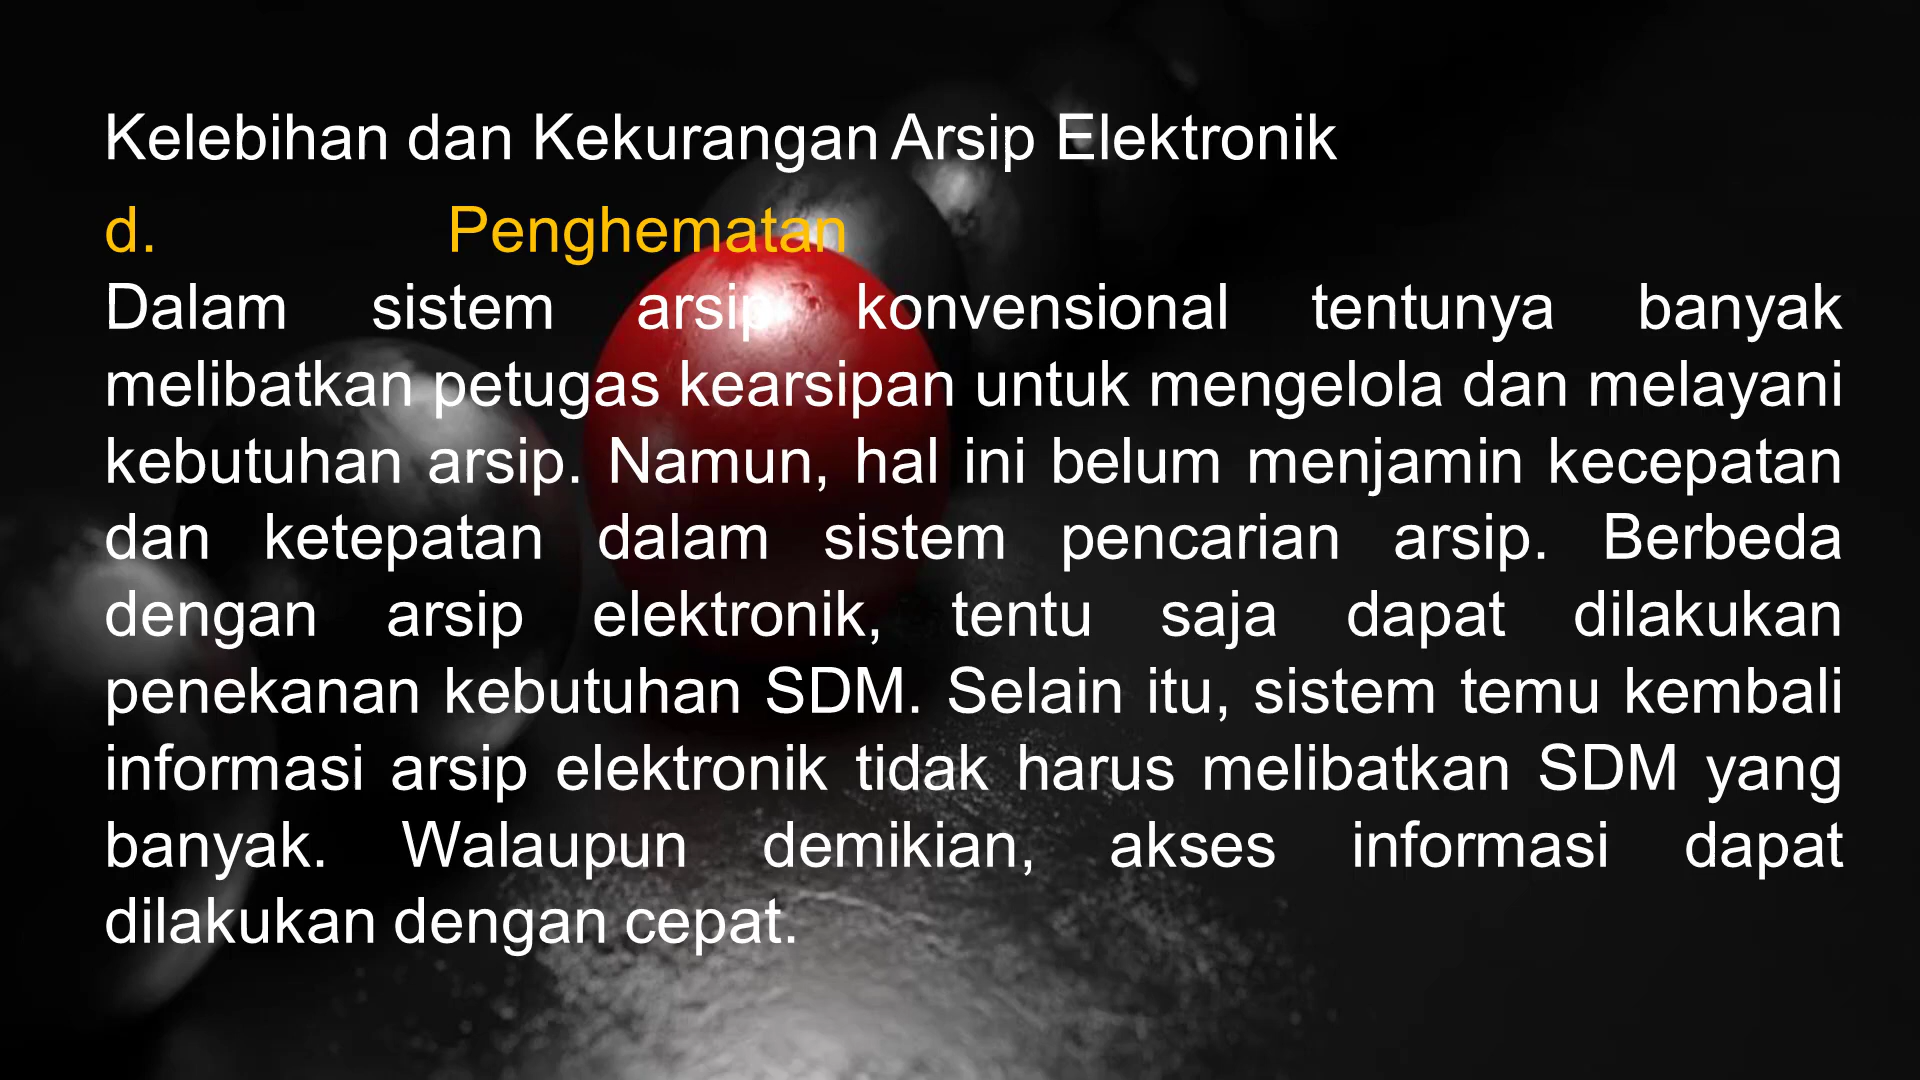 Kelebihan dan Kekurangan Arsip Elektronik
d. Penghematan
Dalam sistem arsip konvensional tentunya banyak
melibatkan petugas kearsipan untuk mengelola dan melayani
kebutuhan arsip. Namun, hal ini belum menjamin kecepatan
dan ketepatan dalam sistem pencarian arsip. Berbeda
dengan arsip elektronik, tentu saja dapat dilakukan
penekanan kebutuhan SDM. Selain itu, sistem temu kembali
informasi arsip elektronik tidak harus melibatkan SDM yang
banyak. Walaupun demikian, akses informasi dapat
dilakukan dengan cepat.